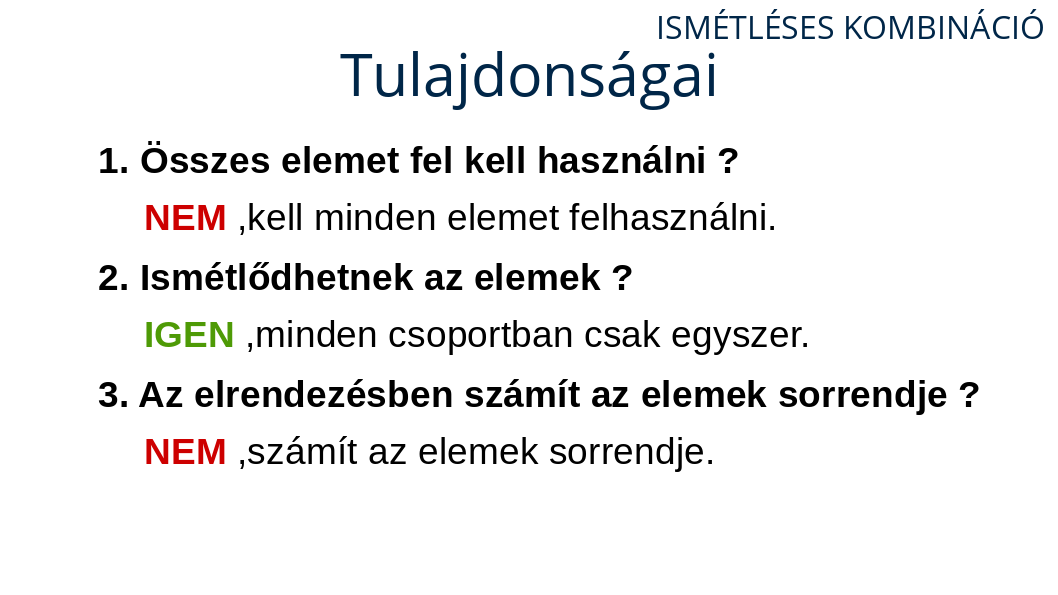 ISMÉTLÉSES KOMBINÁCIÓ
Tulajdonságai
1. Összes elemet fel kell használni ?
NEM ,kell minden elemet felhasználni.
2. Ismétlődhetnek az elemek ?
IGEN ,minden csoportban csak egyszer.
3. Az elrendezésben számít az elemek sorrendje ?
NEM ,számít az elemek sorrendje.